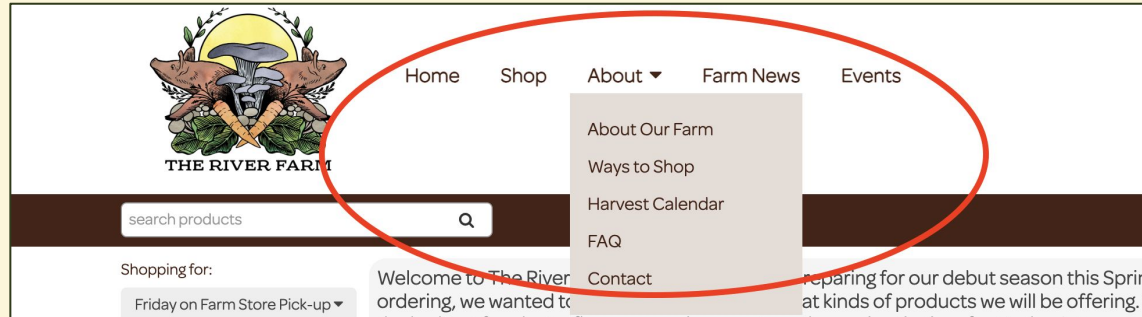 THE RIVER FARM
Home Shop About Farm News Events
About Our Farm
Ways to Shop
Harvest Calendar
FAQ
Contact
search products
Shopping for:
Friday on Farm Store Pick-up
Welcome to The River reparing for our debut season this
ordering, we wanted to at kinds of products we will be offering.